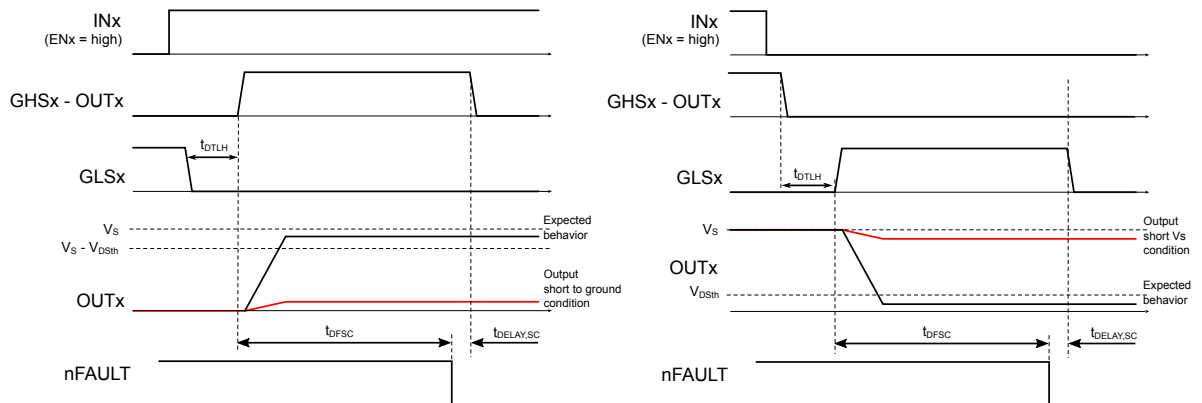 INx
(ENx = high)
GHSx - OUTx
tDTLH
GLSx
VS
Expected
behavior
VS - VDSth
Output
short to ground
condition
OUTx
tDFSC
tDELAY,SC
nFAULT
INx
(ENx = high)
GHSx - OUTx
tDTLH
GLSx
VS
Output
short Vs
condition
OUTx
VDSth
Expected
behavior
tDFSC
tDELAY,SC
nFAULT